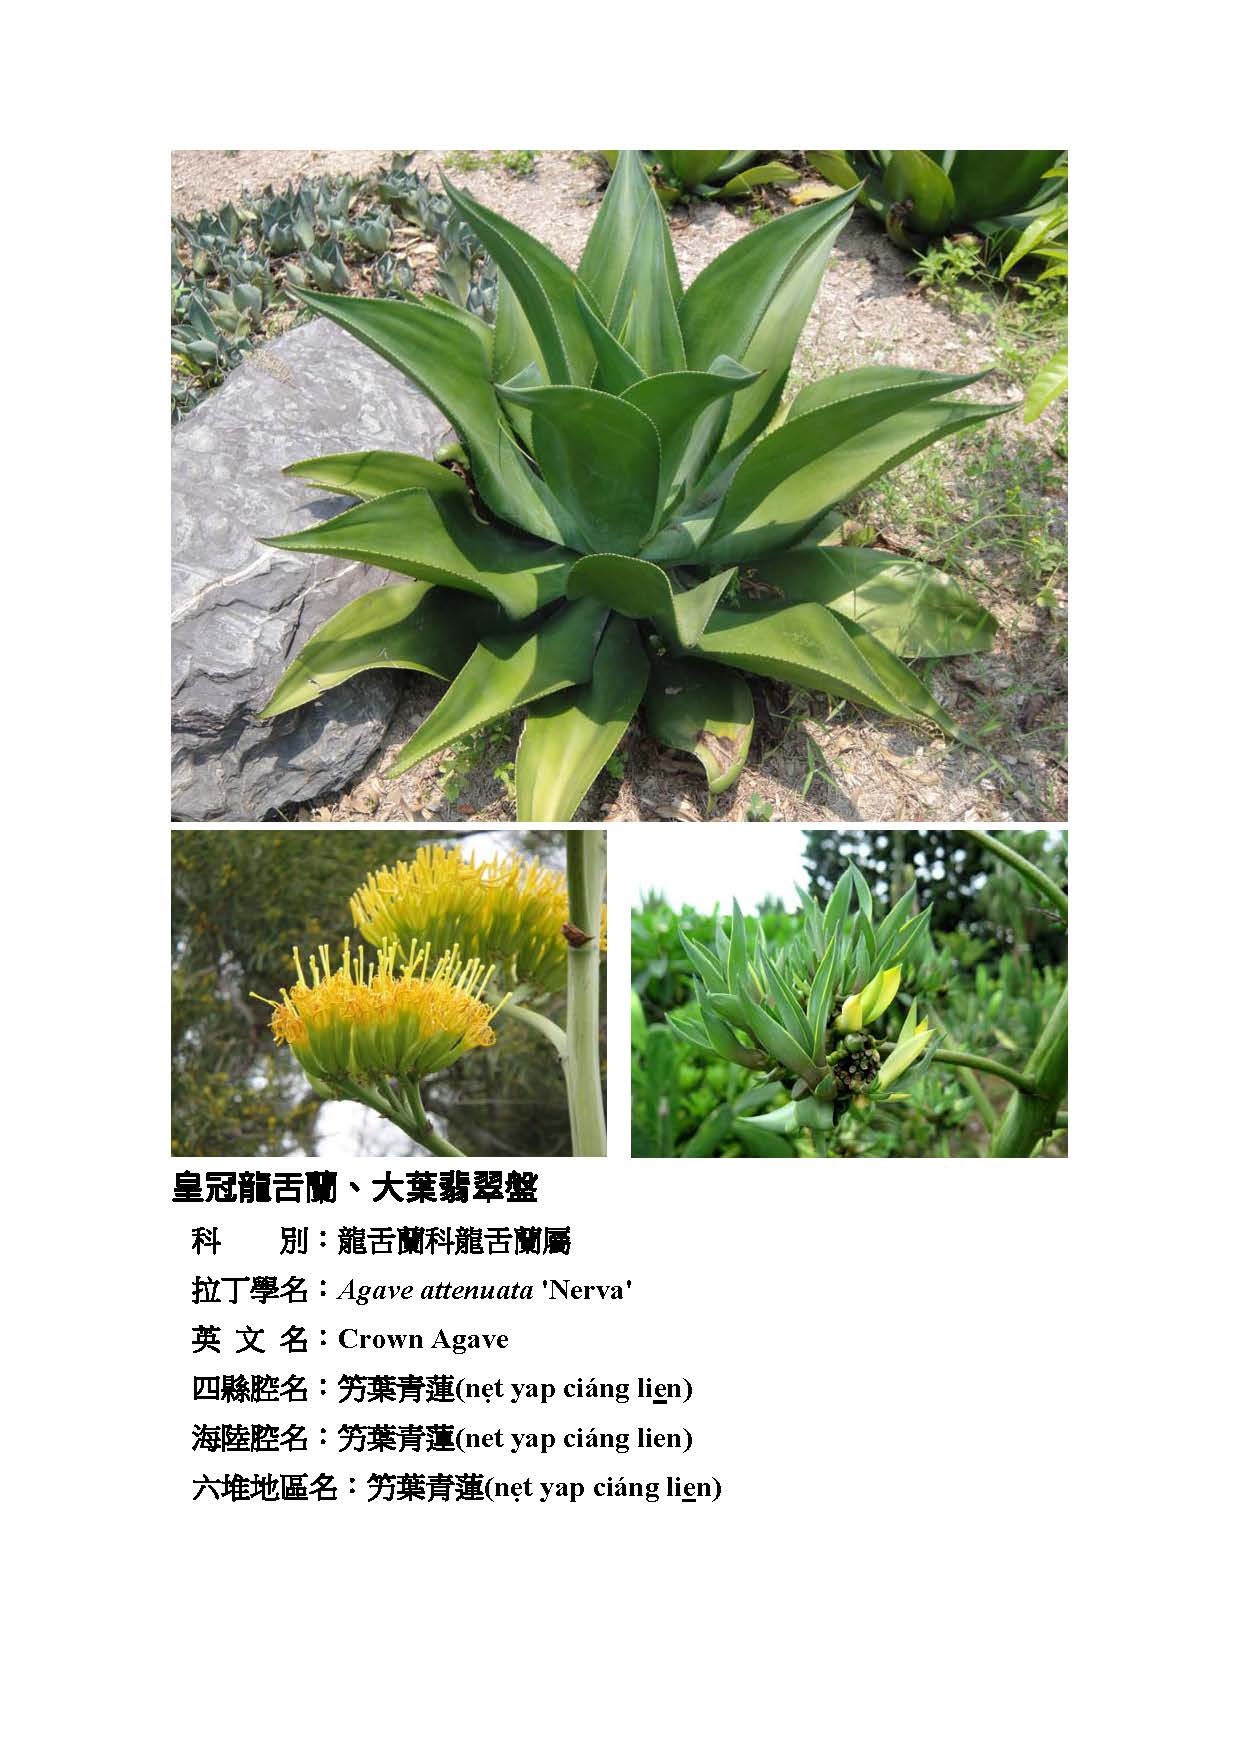 皇冠龍舌蘭、大葉翡翠盤
科　　別：龍舌蘭科龍舌蘭屬
拉丁學名：Agave attenuata 'Nerva'
英 文 名：Crown Agave
四縣腔名：竻葉青蓮(nẹt yap ciáng li<u>e</u>n)
海陸腔名：竻葉青蓮(net yap ciáng lien)
六堆地區名：竻葉青蓮(nẹt yap ciáng li<u>e</u>n)